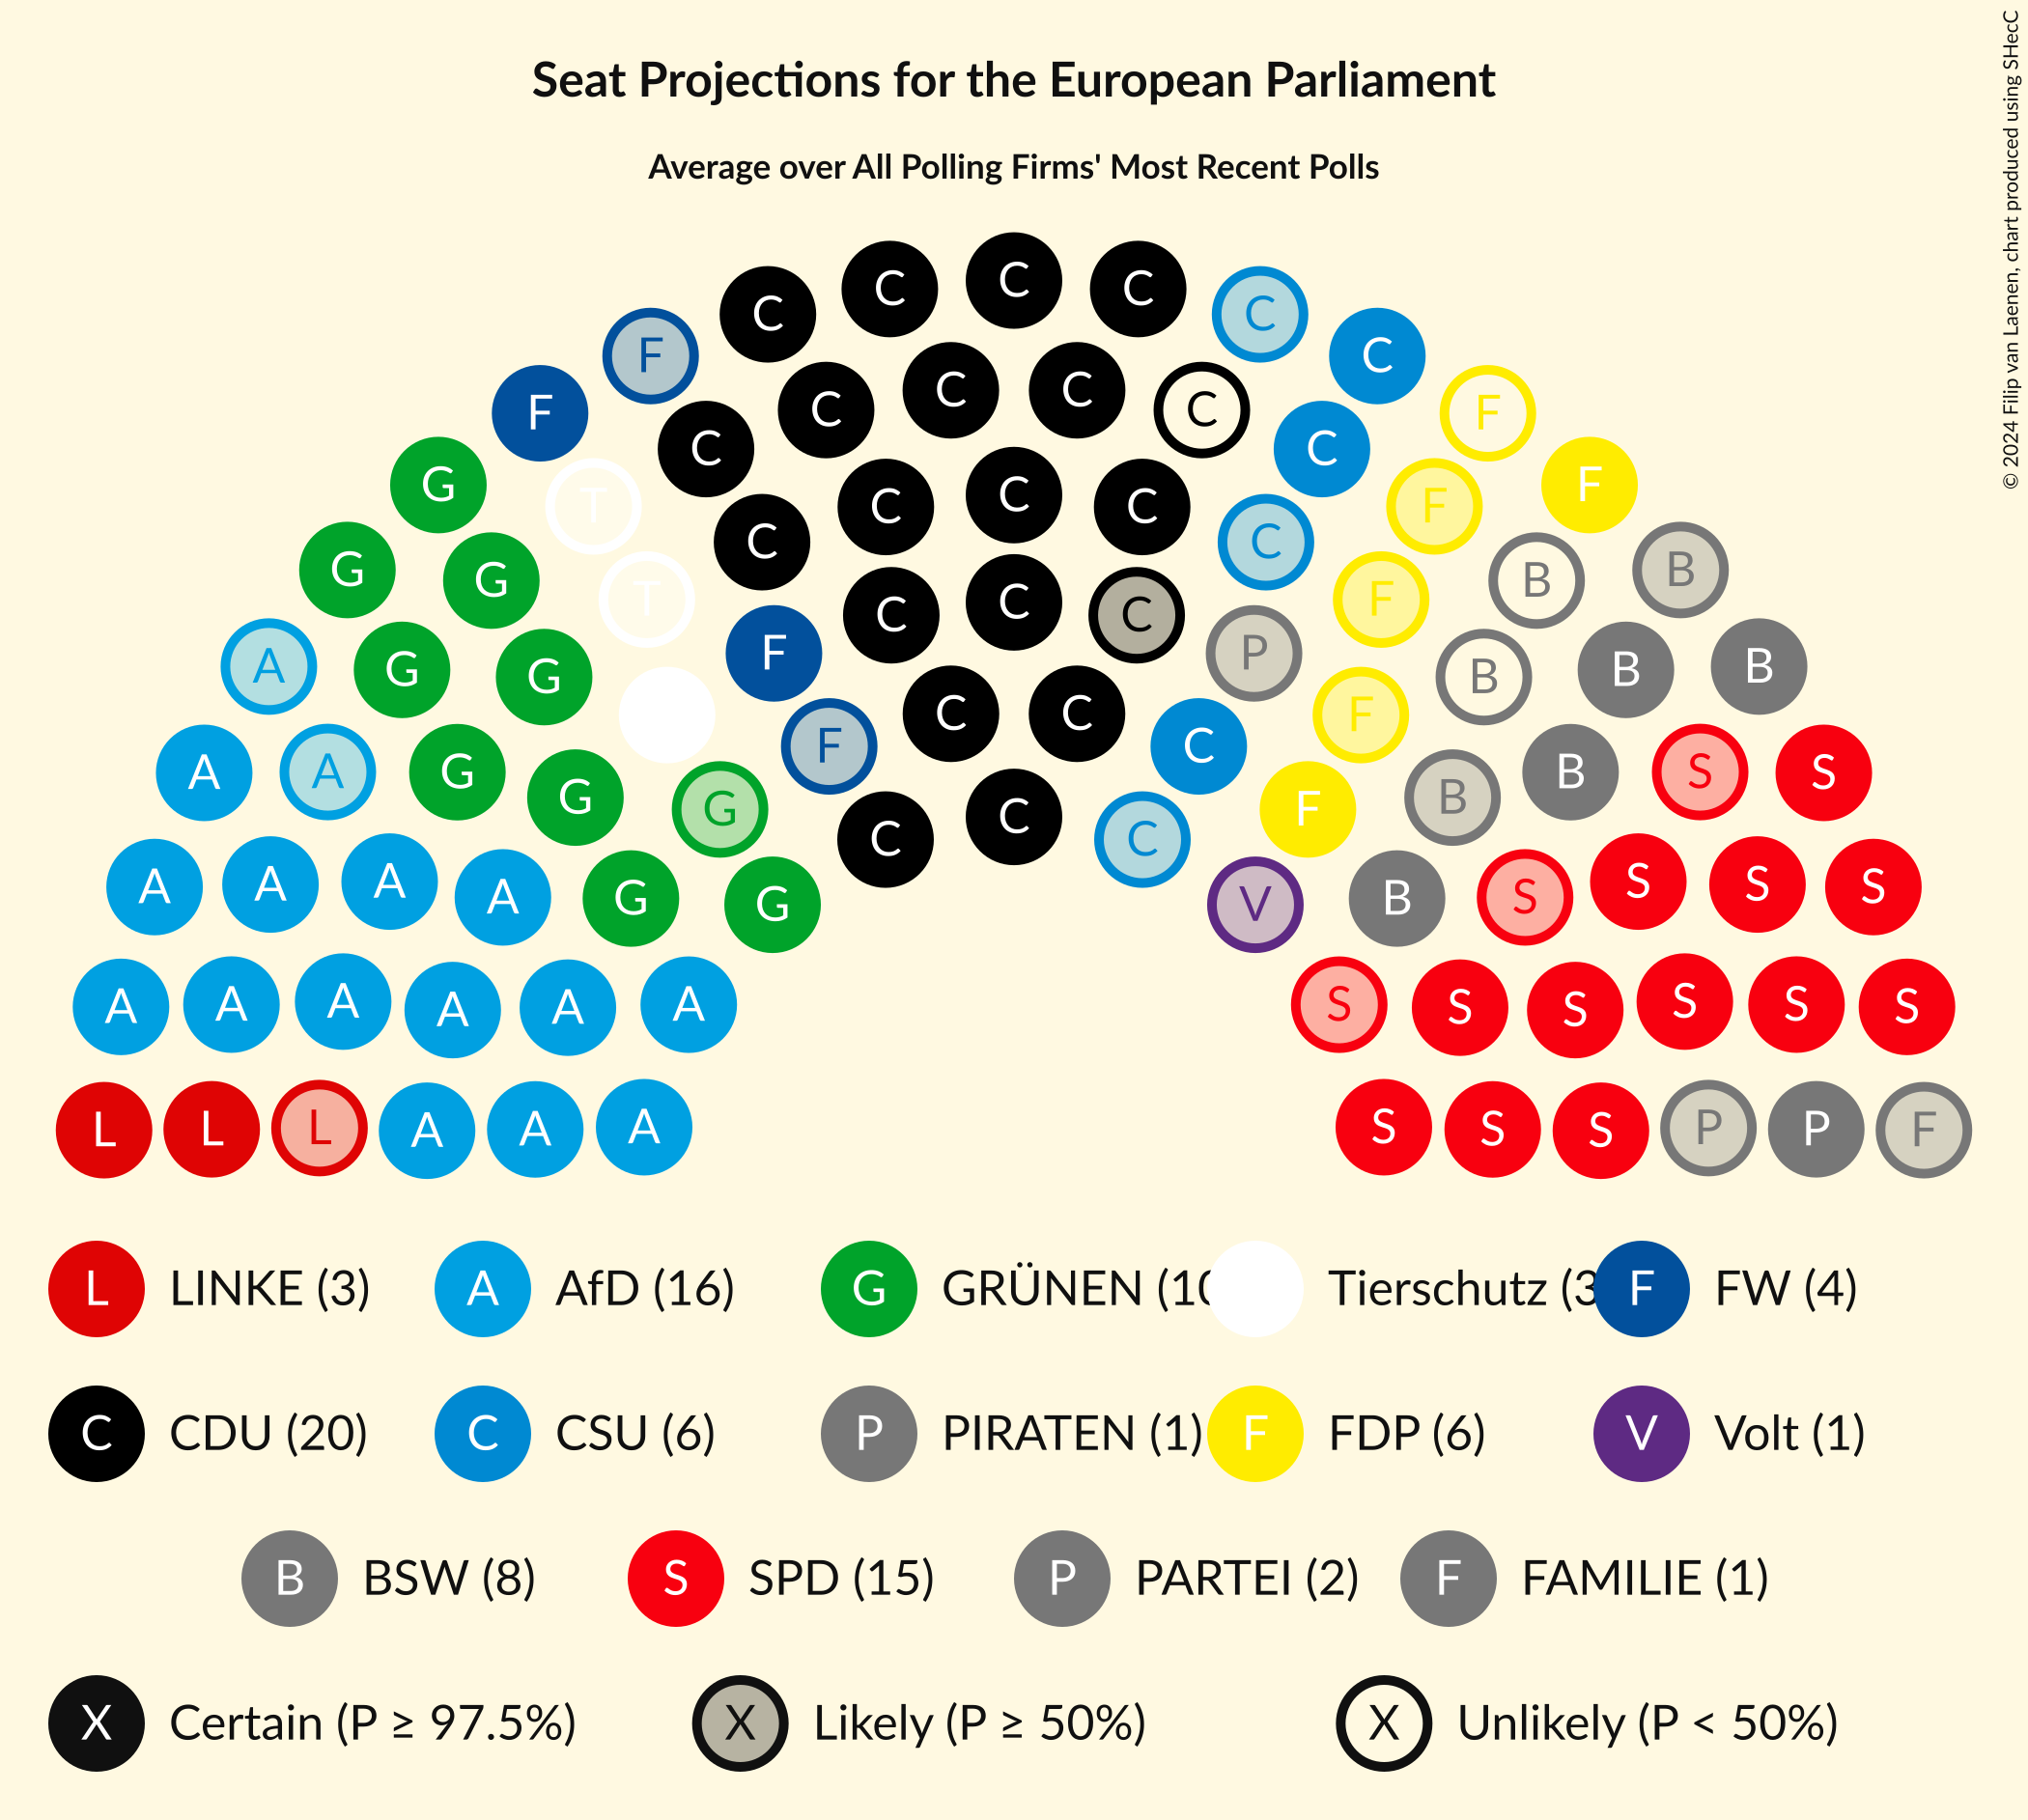 Seat Projections for the European Parliament
Average over All Polling Firms' Most Recent Polls
© 2024 Filip van Laenen, chart produced using SHecC
C C C C C
F C C
C C C C F
F C C F
G C C C F
T C C F
G G C C T B B
F C C P
A G G B B B
F C C C F
A A G G G B B S S
F
A A A A G G C C C V B S S S S
A A A A A A S S S S S S
L L L A A A S S S P P F
L LINKE (3) A AfD (16) G GRÜNEN (10 Tierschutz (3 F FW (4)
C CDU (20) C CSU (6) P PIRATEN (1) F FDP (6) V Volt (1)
B BSW (8) S SPD (15) P PARTEI (2) F FAMILIE (1)
X Certain (P ≥ 97.5%) X Likely (P ≥ 50%) X Unlikely (P < 50%)